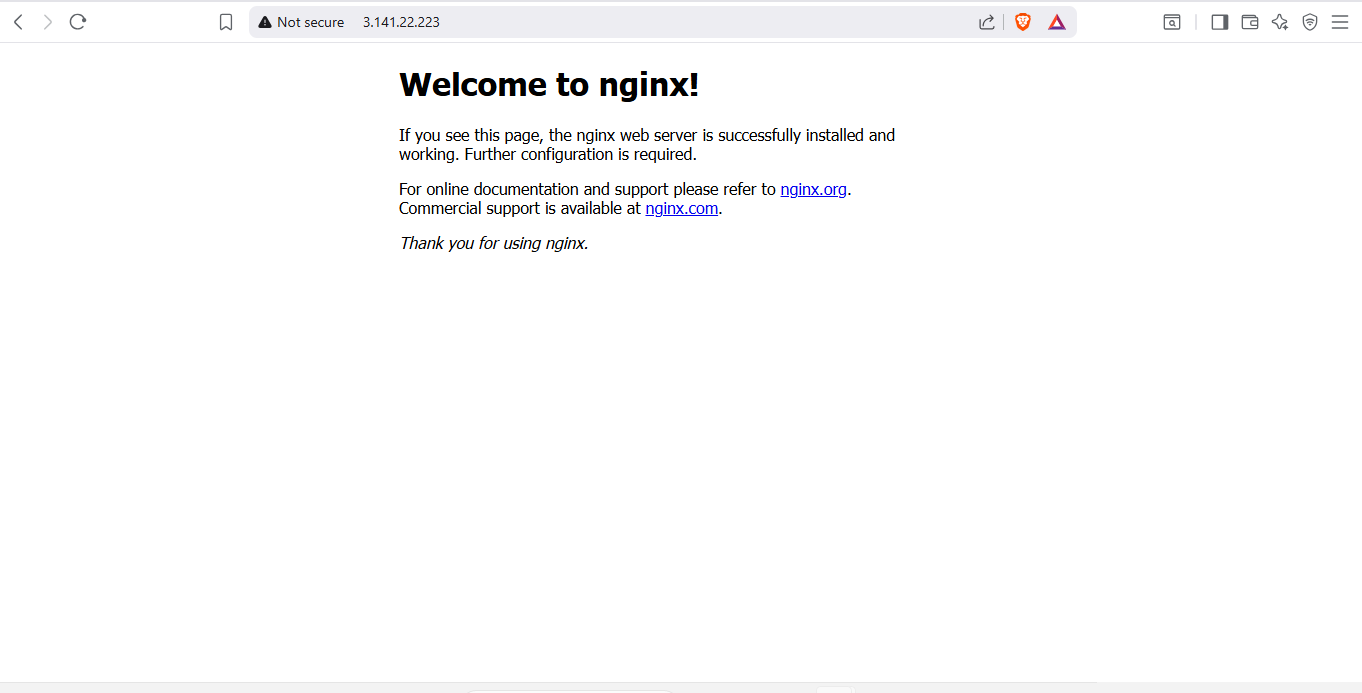 Not secure 3.141.22.223
Welcome to nginx!
If you see this page, the nginx web server is successfully installed and
working. Further configuration is required.
For online documentation and support please refer to nginx.org.
Commercial support is available at nginx.com.
Thank you for using nginx.